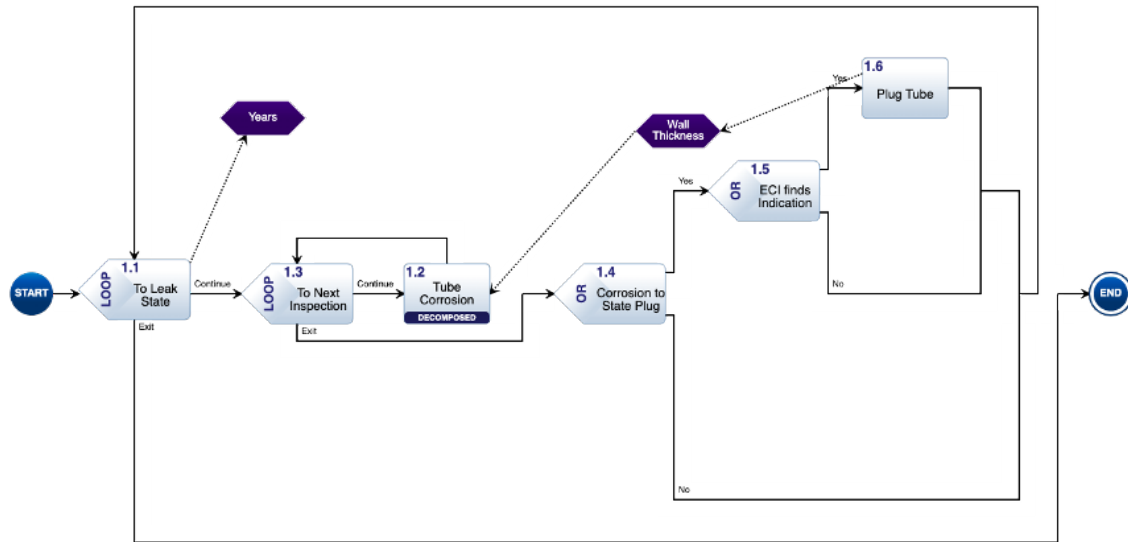 1.6
Yes
Plug Tube
Years
Wall
Thickness
1.5
OR
ECI finds
Indication
Yes
1.1
LOOP
To Leak
State
START
Continue
Exit
1.3
LOOP
To Next
Inspection
Continue
Exit
1.2
Tube
Corrosion
DECOMPOSED
1.4
OR
Corrosion to
State Plug
No
END
No